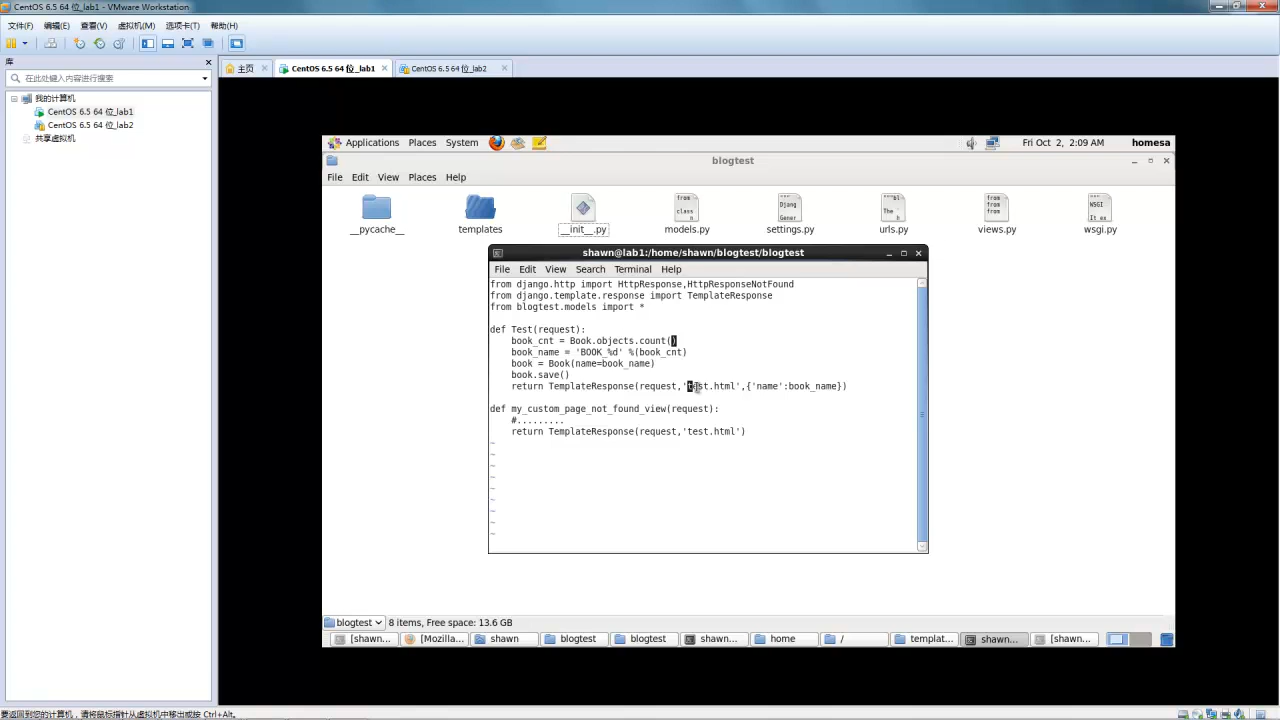 CentOS 6.5 64 位_lab1 - VMware Workstation
文件(F) 编辑(E) 查看(V) 虚拟机(M) 选项卡(T) 帮助(H)
库
在此处键入内容进行搜索
我的计算机
CentOS 6.5 64 位_lab1
CentOS 6.5 64 位_lab2
共享虚拟机
主页 CentOS 6.5 64 位_lab1 CentOS 6.5 64 位_lab2
Applications Places System Fri Oct 2, 2:09 AM homesa
blogtest
File Edit View Places Help
__pycache__ templates __init__.py models.py settings.py urls.py views.py wsgi.py
shawn@lab1:/home/shawn/blogtest/blogtest
File Edit View Search Terminal Help
from django.http import HttpResponse,HttpResponseNotFound
from django.template.response import TemplateResponse
from blogtest.models import *
def Test(request):
    book_cnt = Book.objects.count()
    book_name = 'BOOK_%d' %(book_cnt)
    book = Book(name=book_name)
    book.save()
    return TemplateResponse(request,'test.html',{'name':book_name})
def my_custom_page_not_found_view(request):
    #.........
    return TemplateResponse(request,'test.html')
~
~
~
~
~
~
~
~
~
blogtest 8 items, Free space: 13.6 GB
[shawn... [Mozilla... shawn blogtest blogtest shawn... home / templat... shawn... [shawn...
要返回到您的计算机，请将鼠标指针从虚拟机中移出或按 Ctrl+Alt。